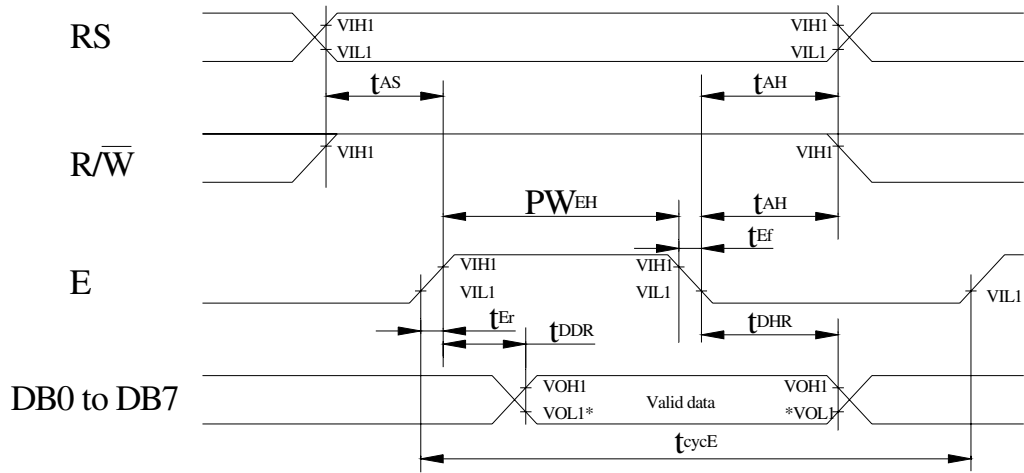 RS
VIH1
VIL1
VIH1
VIL1
tAS
tAH
R/W̅
VIH1
VIH1
PWEH
tAH
tEf
E
VIH1
VIL1
VIH1
VIL1
VIL1
tEr
tDDR
tDHR
DB0 to DB7
VOH1
VOL1*
Valid data
VOH1
*VOL1
tcycE